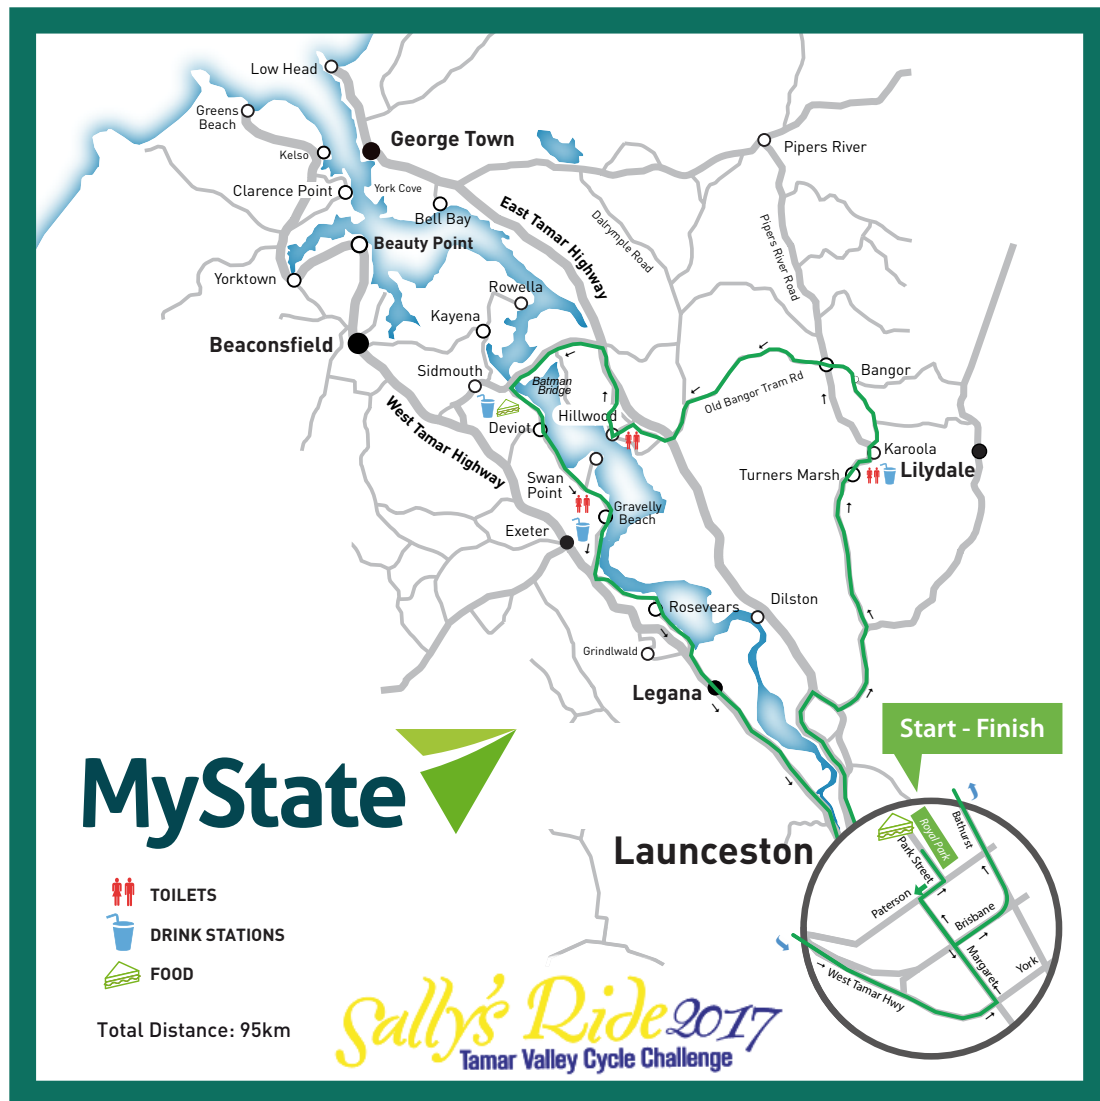 Low Head
Greens
Beach
George Town
Kelso
Pipers River
Clarence Point
York Cove
Bell Bay
East Tamar Highway
Dalrymple Road
Pipers River Road
Beauty Point
Yorktown
Rowella
Kayena
Beaconsfield
Sidmouth
Batman
Bridge
Bangor
Old Bangor Tram Rd
West Tamar Highway
Hillwood
Deviot
Karoola
Lilydale
Turners Marsh
Swan
Point
Gravelly
Beach
Exeter
Rosevears
Dilston
Grindlwald
Legana
Start - Finish
MyState
Launceston
Royal Park
Bathurst
Park Street
Paterson
Brisbane
Margaret
York
West Tamar Hwy
TOILETS
DRINK STATIONS
FOOD
Total Distance: 95km
Sally's Ride 2017
Tamar Valley Cycle Challenge